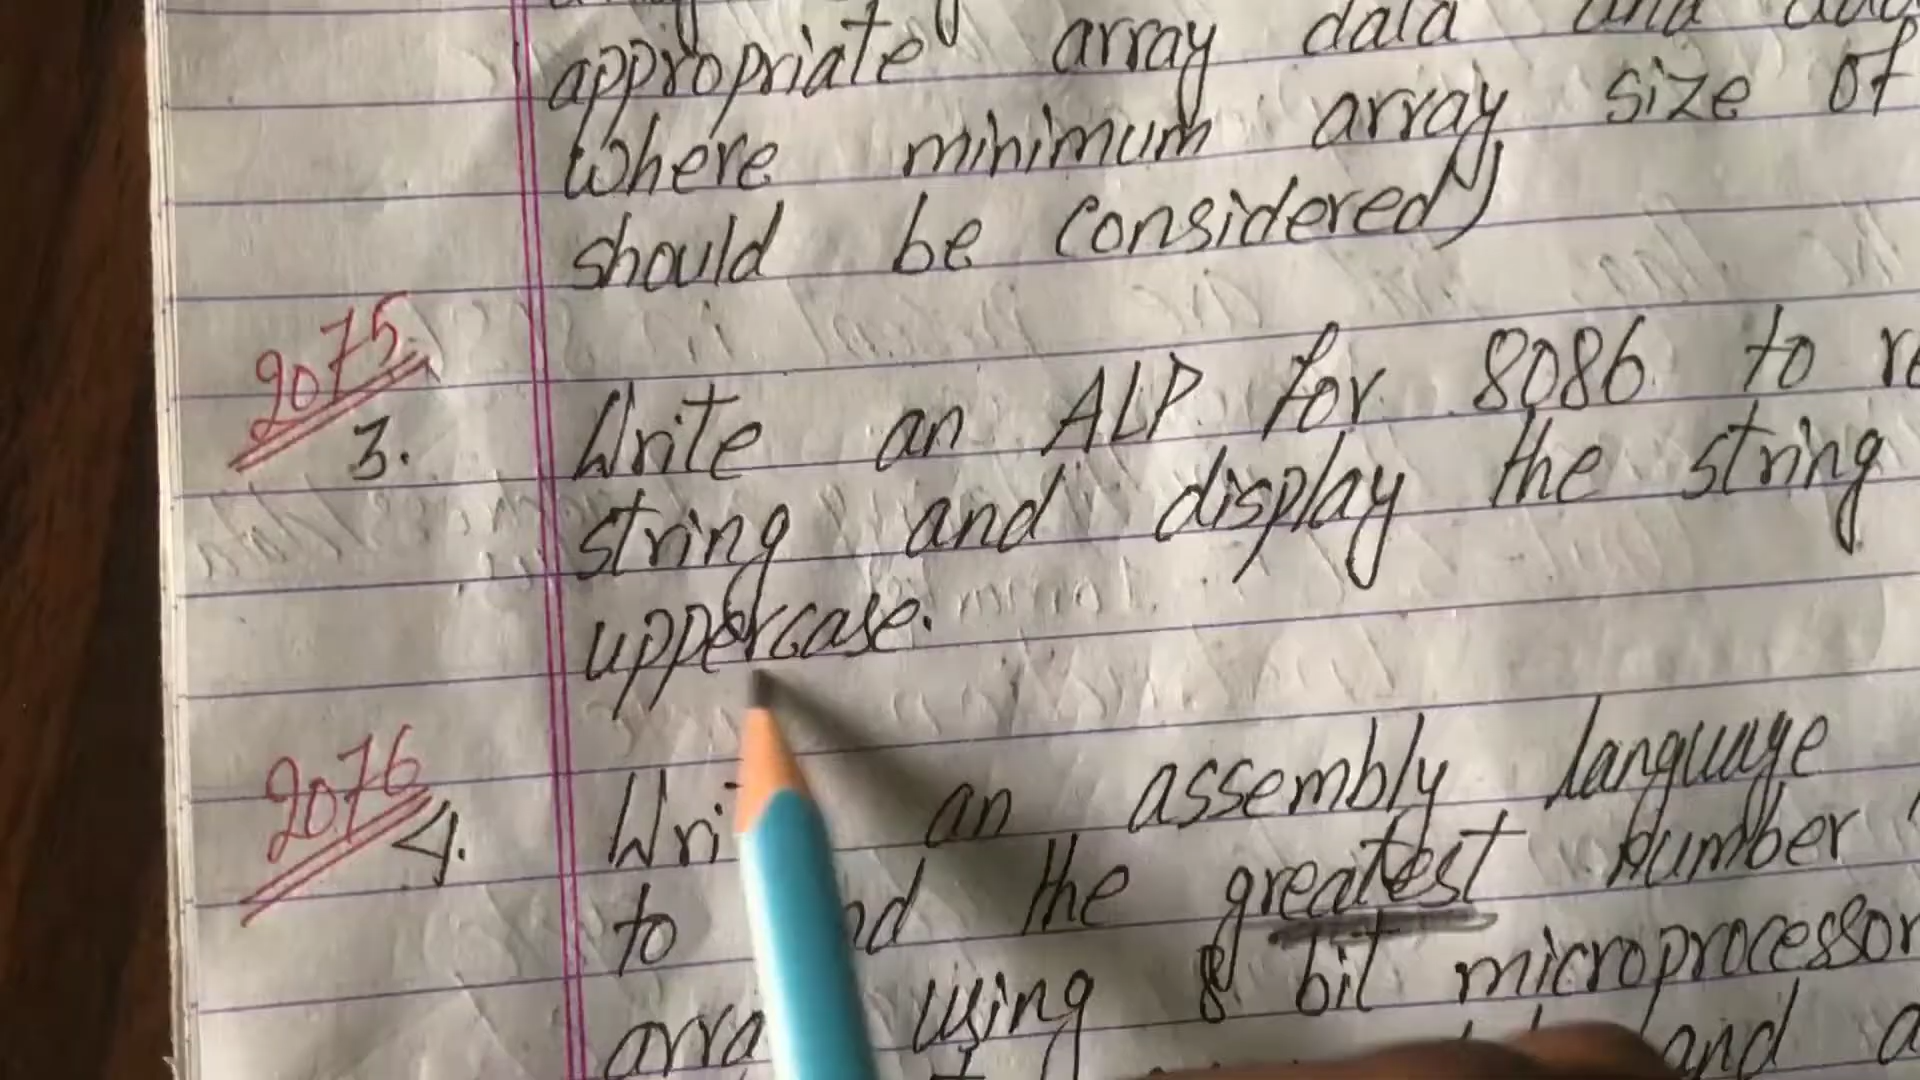 appropriate array data and
where minimum array size of
should be considered)
2075
3. Write an ALP for 8086 to
string and display the string
uppercase.
2076
4. an assembly language
to the greatest number
using 8 bit microprocessor
and